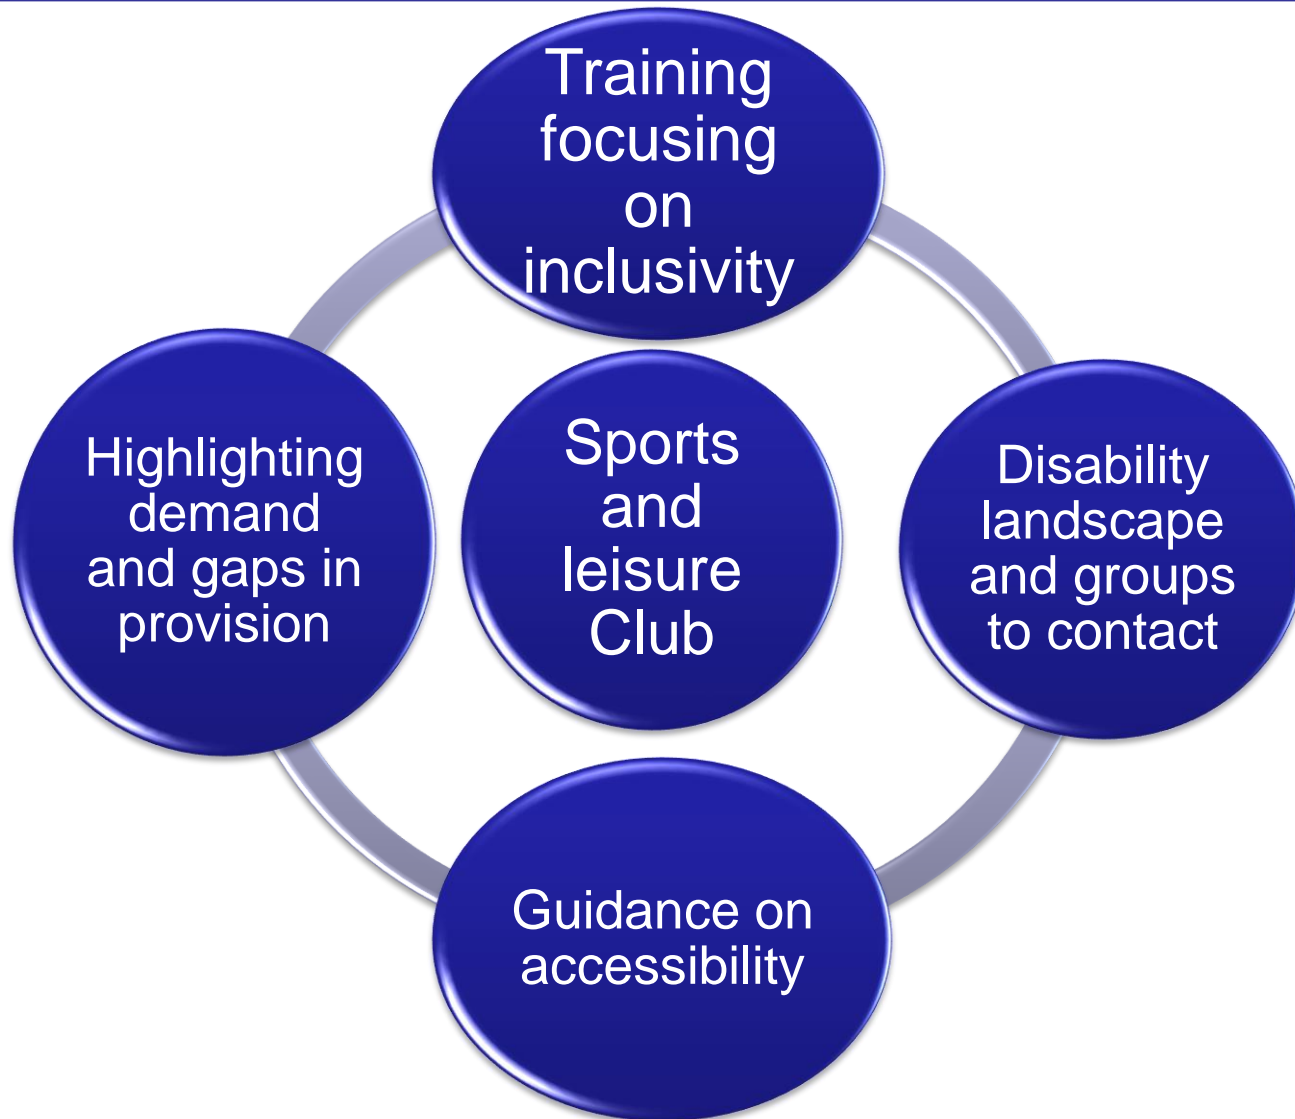 Training
focusing
on
inclusivity
Highlighting
demand
and gaps in
provision
Sports
and
leisure
Club
Disability
landscape
and groups
to contact
Guidance on
accessibility